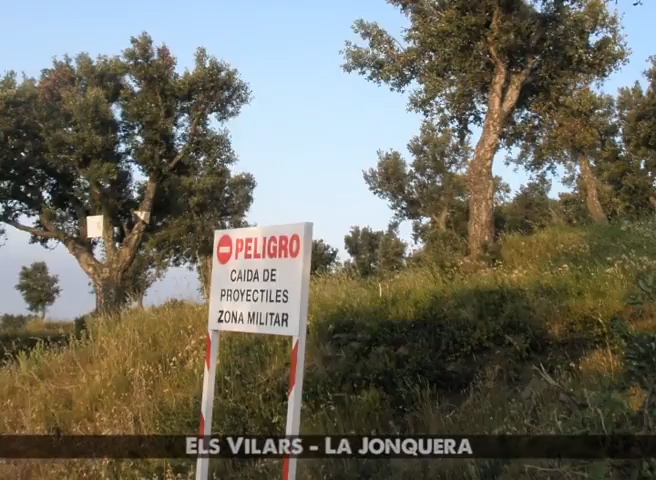 PELIGRO
CAIDA DE
PROYECTILES
ZONA MILITAR
ELS VILARS - LA JONQUERA